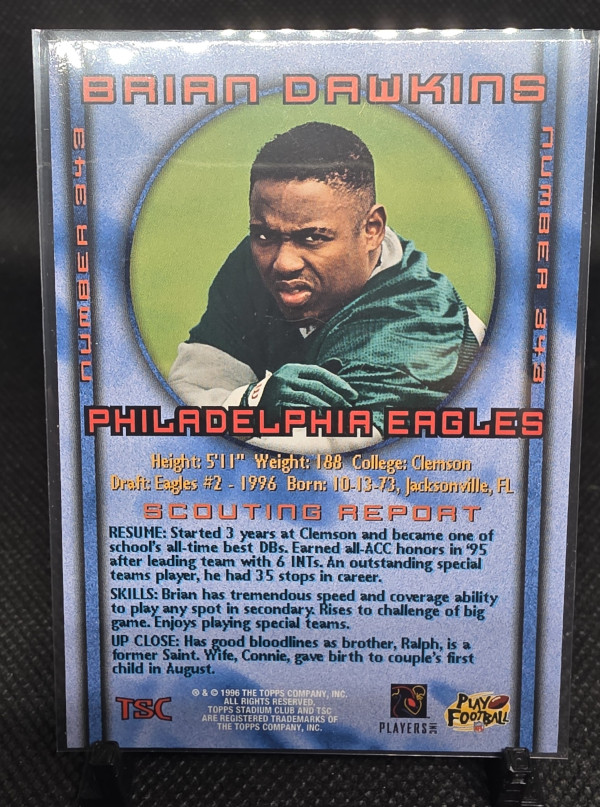 BRIAN DAWKINS
NUMBER 343
NUMBER 343
PHILADELPHIA EAGLES
Height: 5'11" Weight: 188 College: Clemson
Draft: Eagles #2 - 1996 Born: 10-13-73, Jacksonville, FL
SCOUTING REPORT
RESUME: Started 3 years at Clemson and became one of
school's all-time best DBs. Earned all-ACC honors in '95
after leading team with 6 INTs. An outstanding special
teams player, he had 35 stops in career.
SKILLS: Brian has tremendous speed and coverage ability
to play any spot in secondary. Rises to challenge of big
game. Enjoys playing special teams.
UP CLOSE: Has good bloodlines as brother, Ralph, is a
former Saint. Wife, Connie, gave birth to couple's first
child in August.
TSC
® & © 1996 THE TOPPS COMPANY, INC.
ALL RIGHTS RESERVED.
TOPPS STADIUM CLUB AND TSC
ARE REGISTERED TRADEMARKS OF
THE TOPPS COMPANY, INC.
PLAYERS INC
PLAY
FOOTBALL
NFL